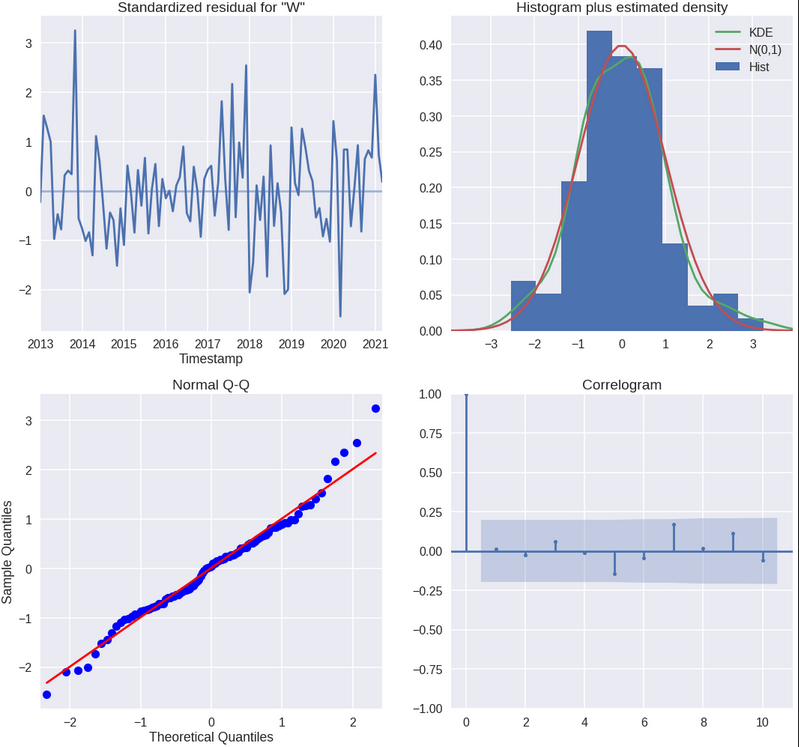 Standardized residual for "W"
3
2
1
0
−1
−2
2013 2014 2015 2016 2017 2018 2019 2020 2021
Timestamp
Histogram plus estimated density
0.40
0.35
0.30
0.25
0.20
0.15
0.10
0.05
0.00
KDE
N(0,1)
Hist
−3 −2 −1 0 1 2 3
Normal Q-Q
Sample Quantiles
3
2
1
0
−1
−2
−2 −1 0 1 2
Theoretical Quantiles
Correlogram
1.00
0.75
0.50
0.25
0.00
−0.25
−0.50
−0.75
−1.00
0 2 4 6 8 10